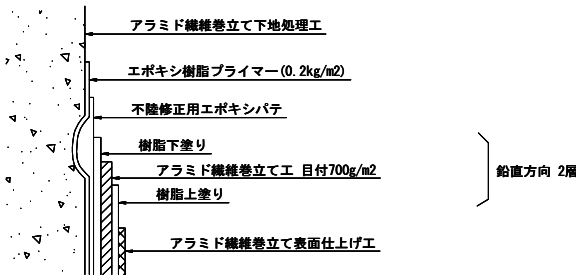 アラミド繊維巻立て下地処理工
エポキシ樹脂プライマー(0.2kg/m2)
不陸修正用エポキシパテ
樹脂下塗り
アラミド繊維巻立て工 目付700g/m2
鉛直方向 2層
樹脂上塗り
アラミド繊維巻立て表面仕上げ工